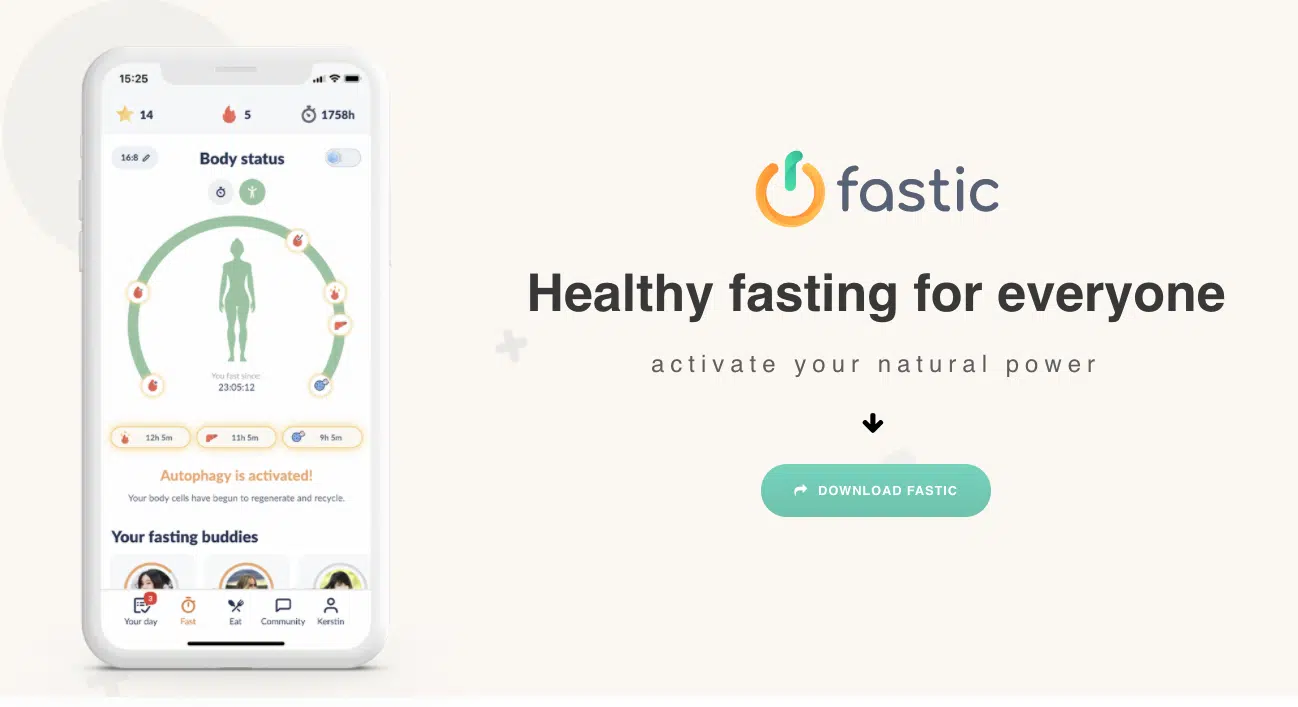 15:25
14
5
1758h
16:8
Body status
You fast since
23:05:12
12h 5m
11h 5m
9h 5m
Autophagy is activated!
Your body cells have begun to regenerate and recycle.
Your fasting buddies
3
Your day
Fast
Eat
Community
Kerstin
fastic
Healthy fasting for everyone
activate your natural power
DOWNLOAD FASTIC